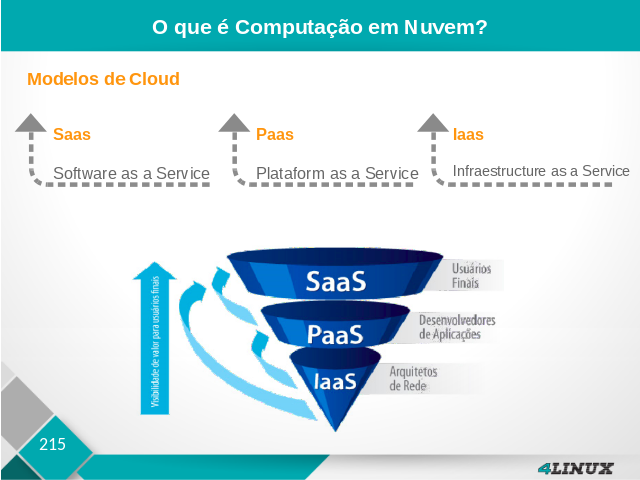 O que é Computação em Nuvem?
Modelos de Cloud
Saas
Software as a Service
Paas
Plataform as a Service
Iaas
Infraestructure as a Service
Visibilidade de valor para usuários finais
SaaS
Usuários
Finais
PaaS
Desenvolvedores
de Aplicações
IaaS
Arquitetos
de Rede
215
4LINUX